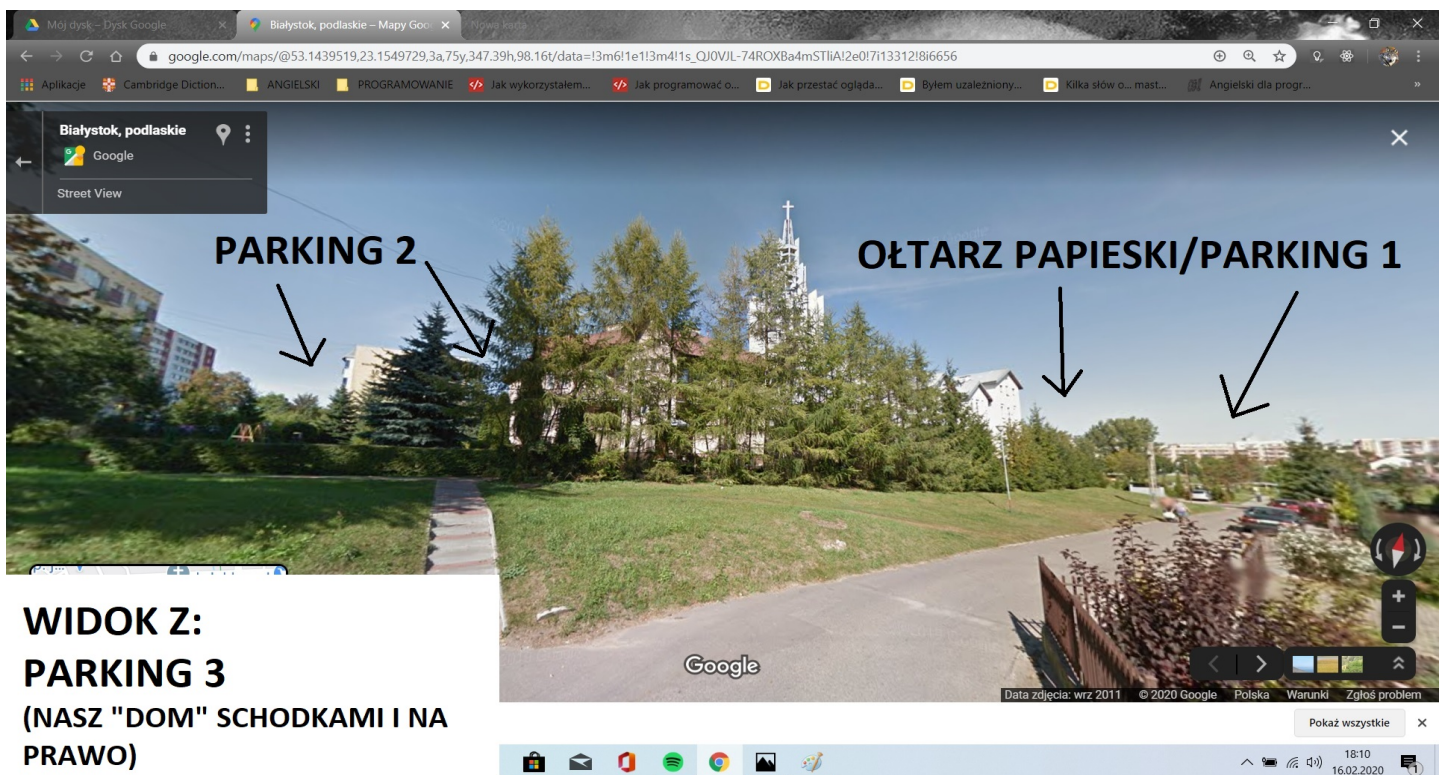 Mój dysk – Dysk Google
Białystok, podlaskie – Mapy Goo
Nowa karta
google.com/maps/@53.1439519,23.1549729,3a,75y,347.39h,98.16t/data=!3m6!1e1!3m4!1s_QJ0VJL-74ROXBa4mSTliA!2e0!7i13312!8i6656
Aplikacje
Cambridge Diction...
ANGIELSKI
PROGRAMOWANIE
Jak wykorzystałem...
Jak programować o...
Jak przestać ogląda...
Byłem uzależniony...
Kilka słów o... mast...
Angielski dla progr...
»
Białystok, podlaskie
Google
Street View
PARKING 2
OŁTARZ PAPIESKI/PARKING 1
WIDOK Z:
PARKING 3
(NASZ "DOM" SCHODKAMI I NA
PRAWO)
Google
Data zdjęcia: wrz 2011 © 2020 Google Polska Warunki Zgłoś problem
Pokaż wszystkie
18:10
16.02.2020
1